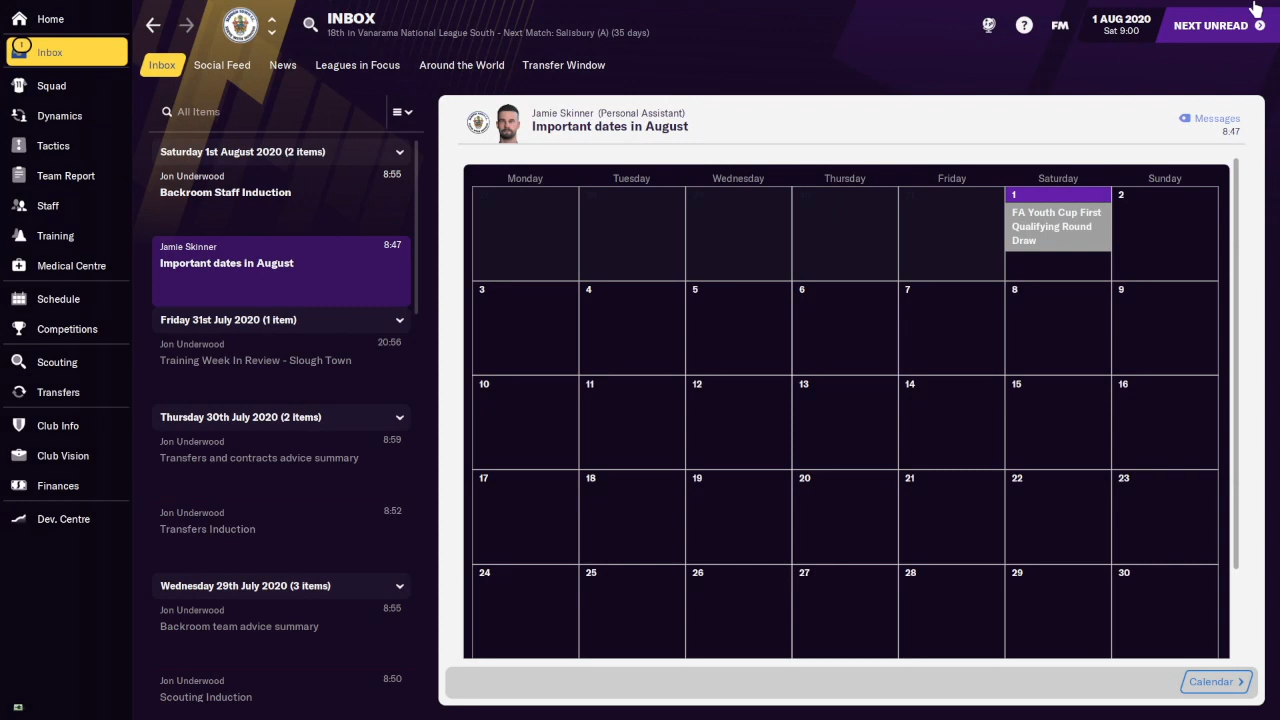 Home
Inbox
1
Squad
Dynamics
Tactics
Team Report
Staff
Training
Medical Centre
Schedule
Competitions
Scouting
Transfers
Club Info
Club Vision
Finances
Dev. Centre
INBOX
18th in Vanarama National League South - Next Match: Salisbury (A) (35 days)
?
FM
1 AUG 2020
Sat 9:00
NEXT UNREAD
Inbox
Social Feed
News
Leagues in Focus
Around the World
Transfer Window
All Items
Saturday 1st August 2020 (2 items)
Jon Underwood 8:55
Backroom Staff Induction
Jamie Skinner 8:47
Important dates in August
Friday 31st July 2020 (1 item)
Jon Underwood 20:56
Training Week In Review - Slough Town
Thursday 30th July 2020 (2 items)
Jon Underwood 8:59
Transfers and contracts advice summary
Jon Underwood 8:52
Transfers Induction
Wednesday 29th July 2020 (3 items)
Jon Underwood 8:55
Backroom team advice summary
Jon Underwood 8:50
Scouting Induction
Jamie Skinner (Personal Assistant)
Important dates in August
Messages
8:47
Monday Tuesday Wednesday Thursday Friday Saturday Sunday
1 2
FA Youth Cup First
Qualifying Round
Draw
3 4 5 6 7 8 9
10 11 12 13 14 15 16
17 18 19 20 21 22 23
24 25 26 27 28 29 30
Calendar